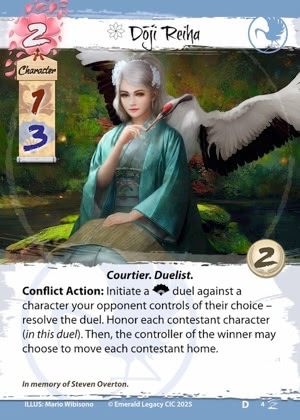 2
Doji Reiha
Character
1
3
2
Courtier. Duelist.
Conflict Action: Initiate a duel against a
character your opponent controls of their choice –
resolve the duel. Honor each contestant character
(in this duel). Then, the controller of the winner may
choose to move each contestant home.
In memory of Steven Overton.
ILLUS: Mario Wibisono © Emerald Legacy CIC 2025 D 4